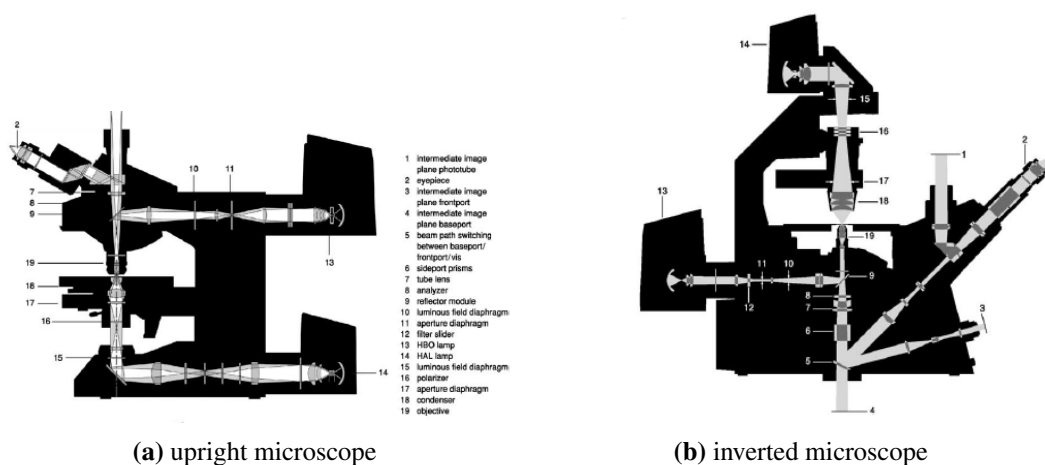 2
7
8
9
10
11
13
19
18
17
16
15
14
1 intermediate image
plane phototube
2 eyepiece
3 intermediate image
plane frontport
4 intermediate image
plane baseport
5 beam path switching
between baseport/
frontport/vis
6 sideport prisms
7 tube lens
8 analyzer
9 reflector module
10 luminous field diaphragm
11 aperture diaphragm
12 filter slider
13 HBO lamp
14 HAL lamp
15 luminous field diaphragm
16 polarizer
17 aperture diaphragm
18 condenser
19 objective
14
15
16
17
18
19
1
2
13
12
11
10
9
8
7
6
5
3
4
(a) upright microscope
(b) inverted microscope